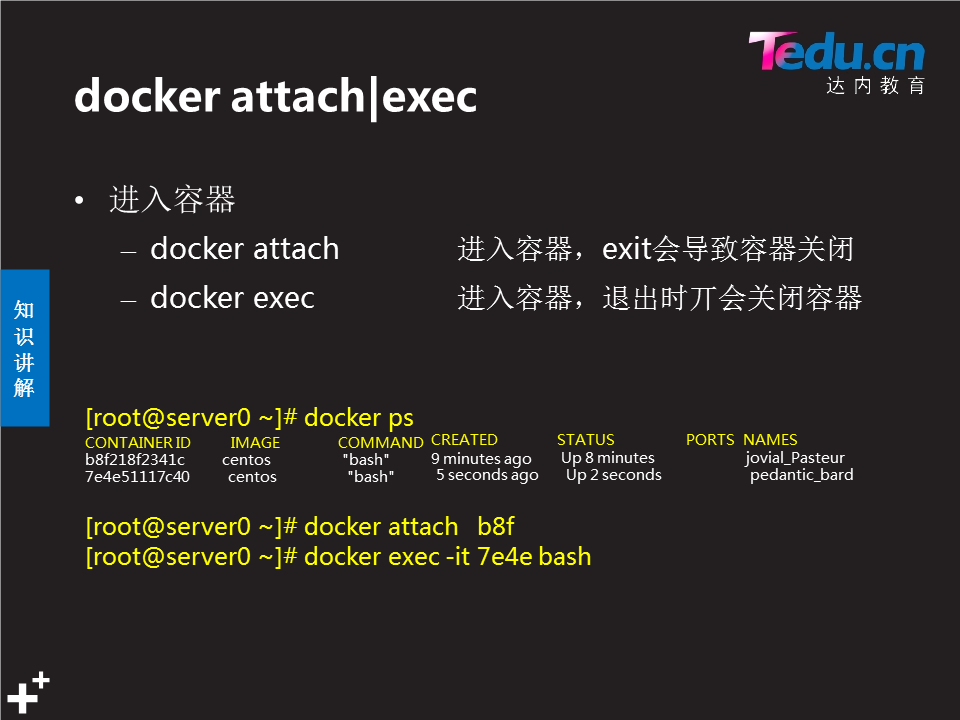 Tedu.cn
达内教育
docker attach|exec
• 进入容器
– docker attach 进入容器，exit会导致容器关闭
– docker exec 进入容器，退出时丌会关闭容器
知
识
讲
解
[root@server0 ~]# docker ps
CONTAINER ID IMAGE COMMAND CREATED STATUS PORTS NAMES
b8f218f2341c centos "bash" 9 minutes ago Up 8 minutes jovial_Pasteur
7e4e51117c40 centos "bash" 5 seconds ago Up 2 seconds pedantic_bard
[root@server0 ~]# docker attach b8f
[root@server0 ~]# docker exec -it 7e4e bash